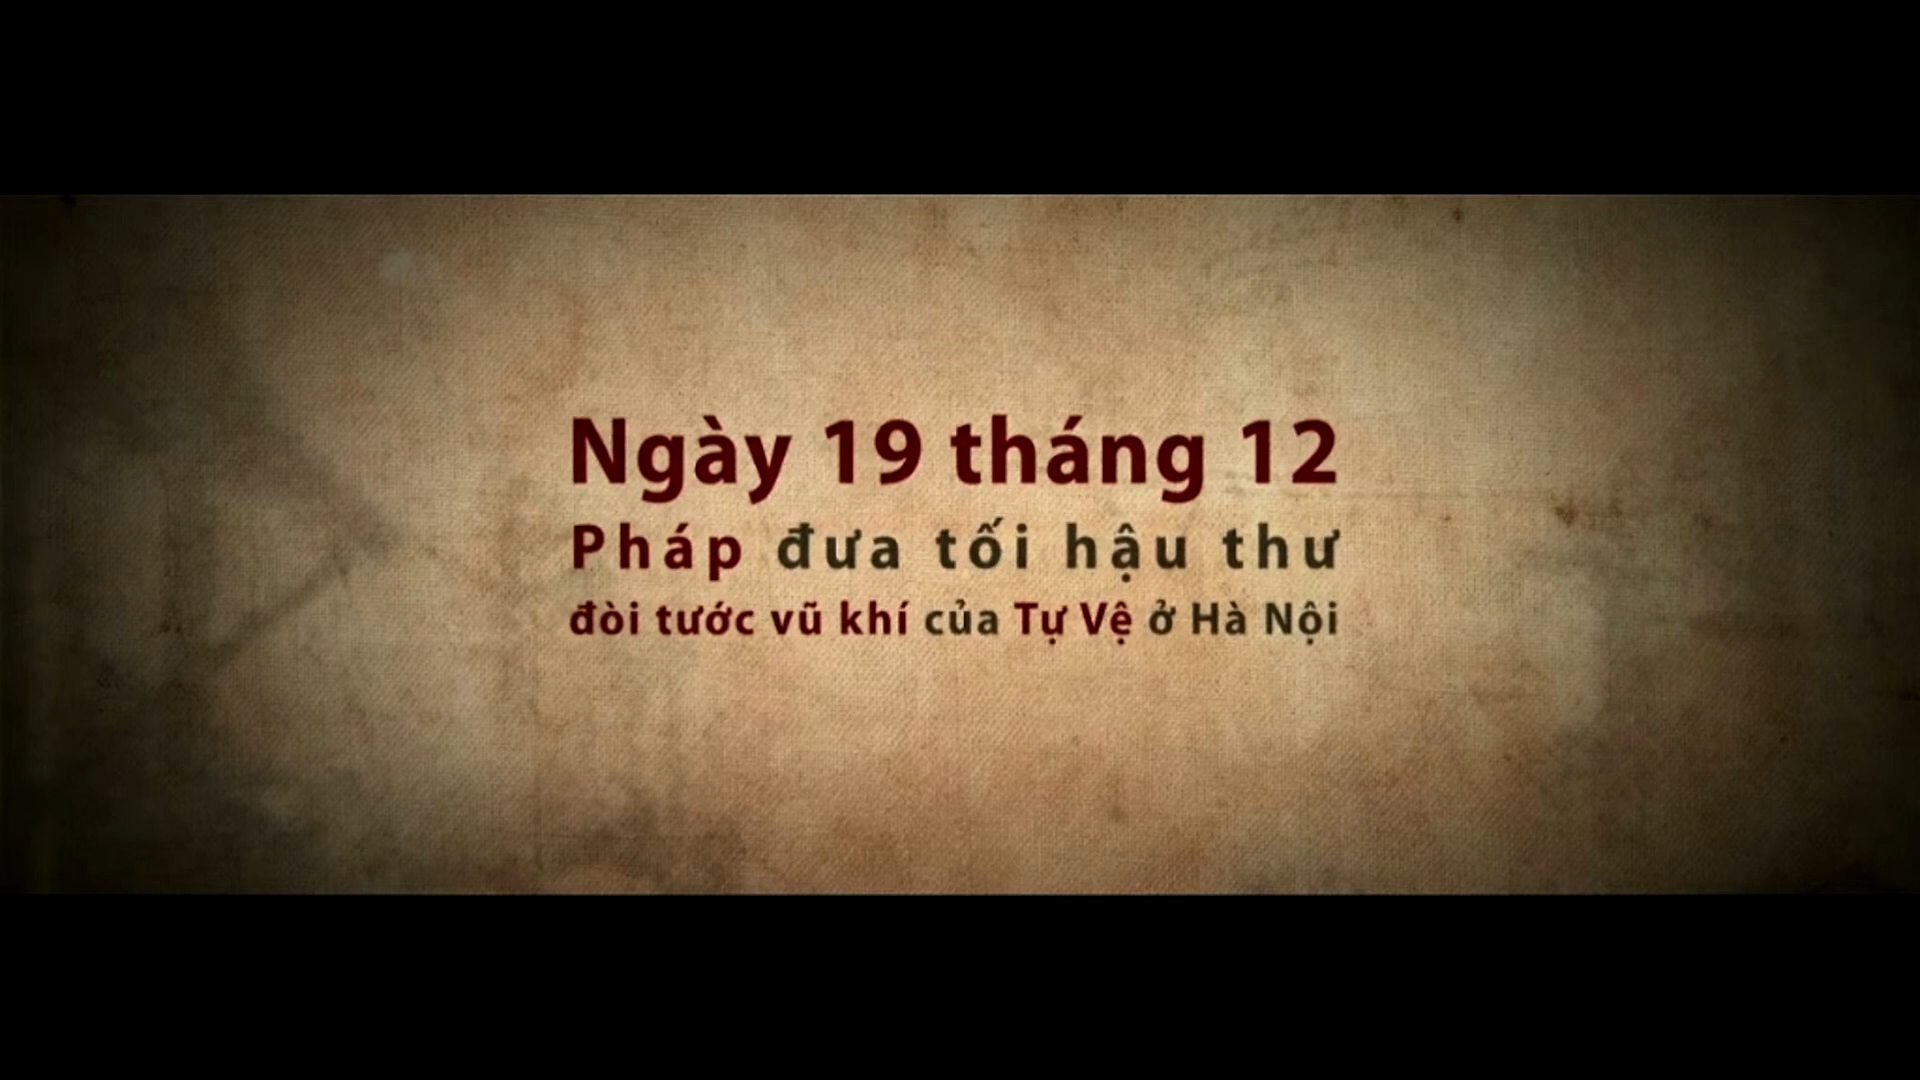 Ngày 19 tháng 12
Pháp đưa tối hậu thư
đòi tước vũ khí của Tự Vệ ở Hà Nội